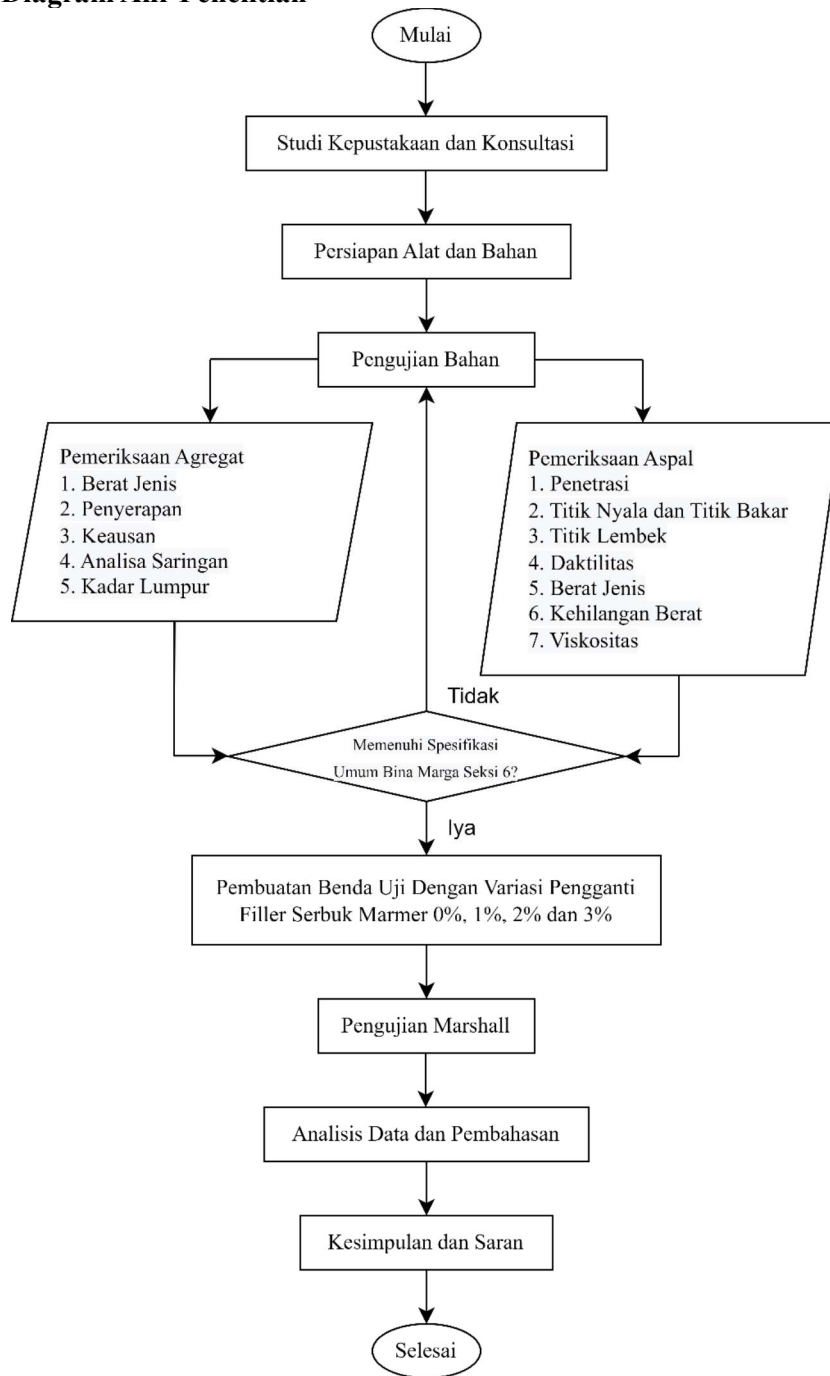 Diagram Alir Penelitian
Mulai
Studi Kepustakaan dan Konsultasi
Persiapan Alat dan Bahan
Pengujian Bahan
Pemeriksaan Agregat
1. Berat Jenis
2. Penyerapan
3. Keausan
4. Analisa Saringan
5. Kadar Lumpur
Pemeriksaan Aspal
1. Penetrasi
2. Titik Nyala dan Titik Bakar
3. Titik Lembek
4. Daktilitas
5. Berat Jenis
6. Kehilangan Berat
7. Viskositas
Tidak
Memenuhi Spesifikasi
Umum Bina Marga Seksi 6?
Iya
Pembuatan Benda Uji Dengan Variasi Pengganti
Filler Serbuk Marmer 0%, 1%, 2% dan 3%
Pengujian Marshall
Analisis Data dan Pembahasan
Kesimpulan dan Saran
Selesai